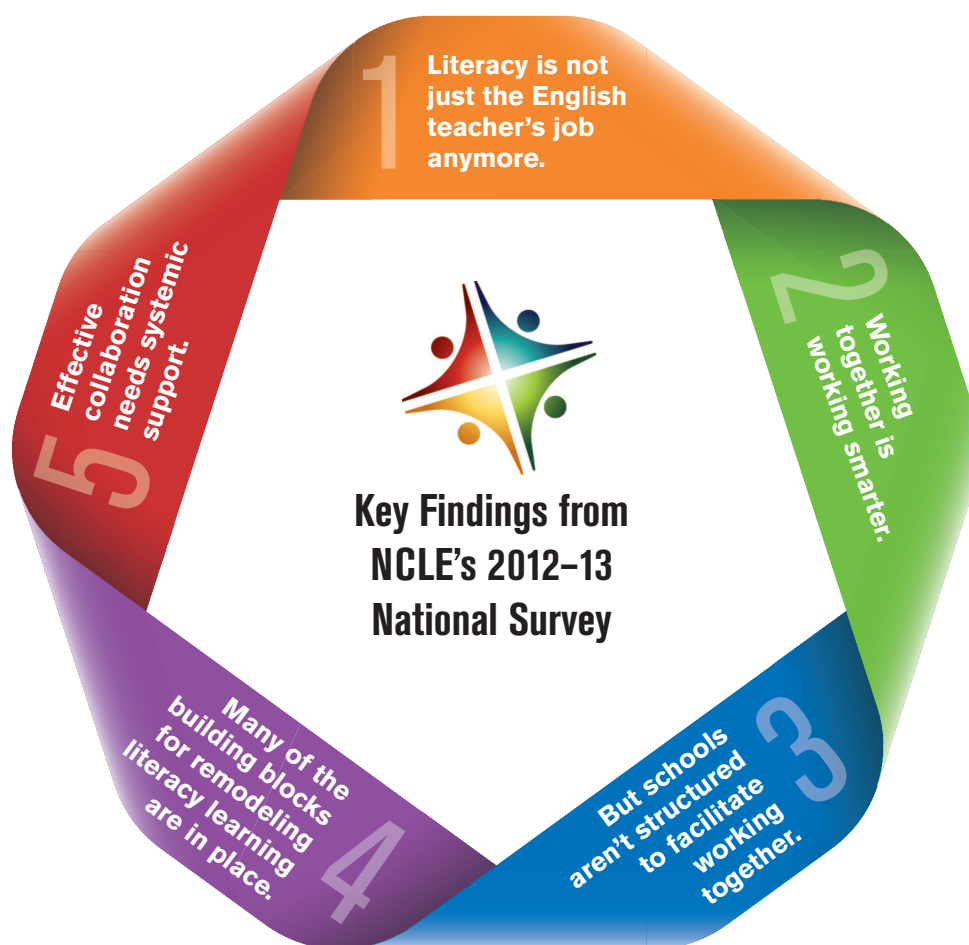 1
Literacy is not
just the English
teacher’s job
anymore.
2
Working
together is
working smarter.
3
But schools
aren’t structured
to facilitate
working
together.
4
Many of the
building blocks
for remodeling
literacy learning
are in place.
5
Effective
collaboration
needs systemic
support.
Key Findings from
NCLE’s 2012–13
National Survey